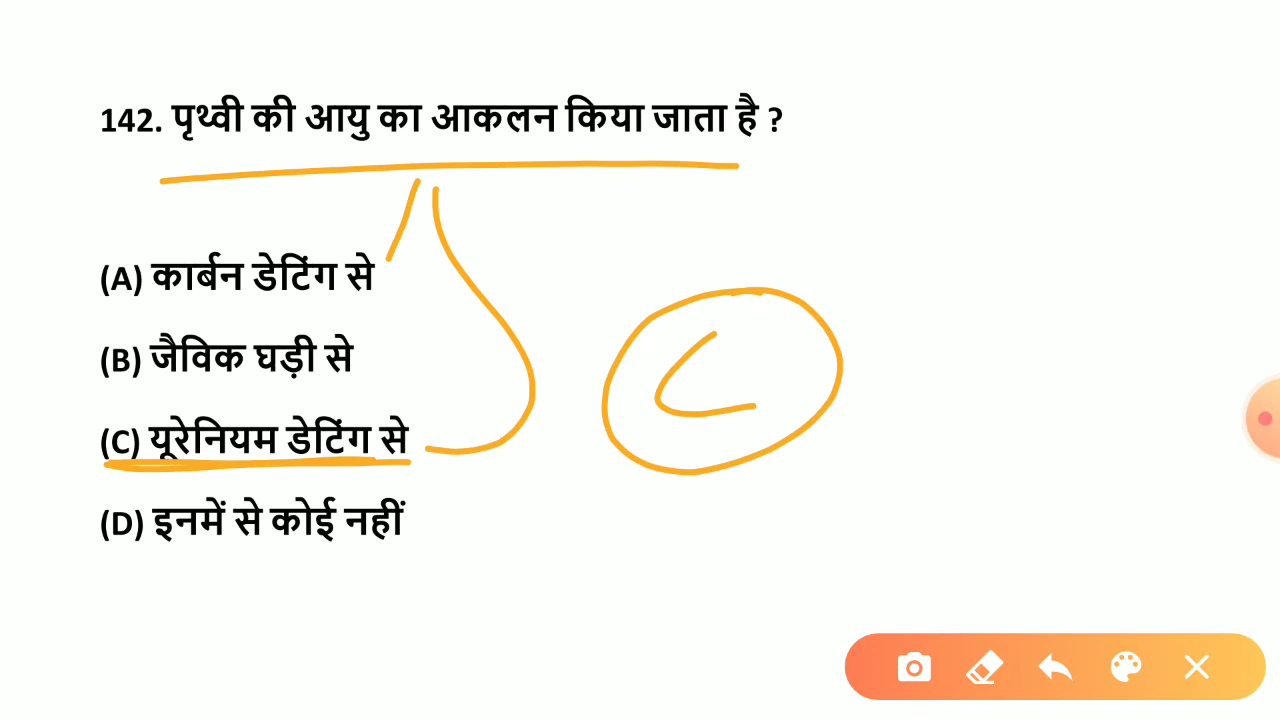 142. पृथ्वी की आयु का आकलन किया जाता है ?
(A) कार्बन डेटिंग से
(B) जैविक घड़ी से
(C) यूरेनियम डेटिंग से
C
(D) इनमें से कोई नहीं